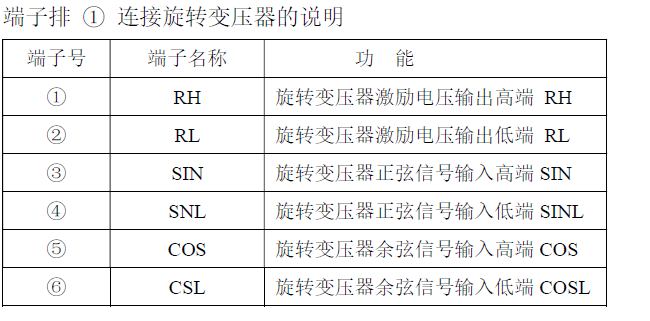 端子排 ① 连接旋转变压器的说明
端子号 端子名称 功 能
① RH 旋转变压器激励电压输出高端 RH
② RL 旋转变压器激励电压输出低端 RL
③ SIN 旋转变压器正弦信号输入高端 SIN
④ SNL 旋转变压器正弦信号输入低端 SINL
⑤ COS 旋转变压器余弦信号输入高端 COS
⑥ CSL 旋转变压器余弦信号输入低端 COSL